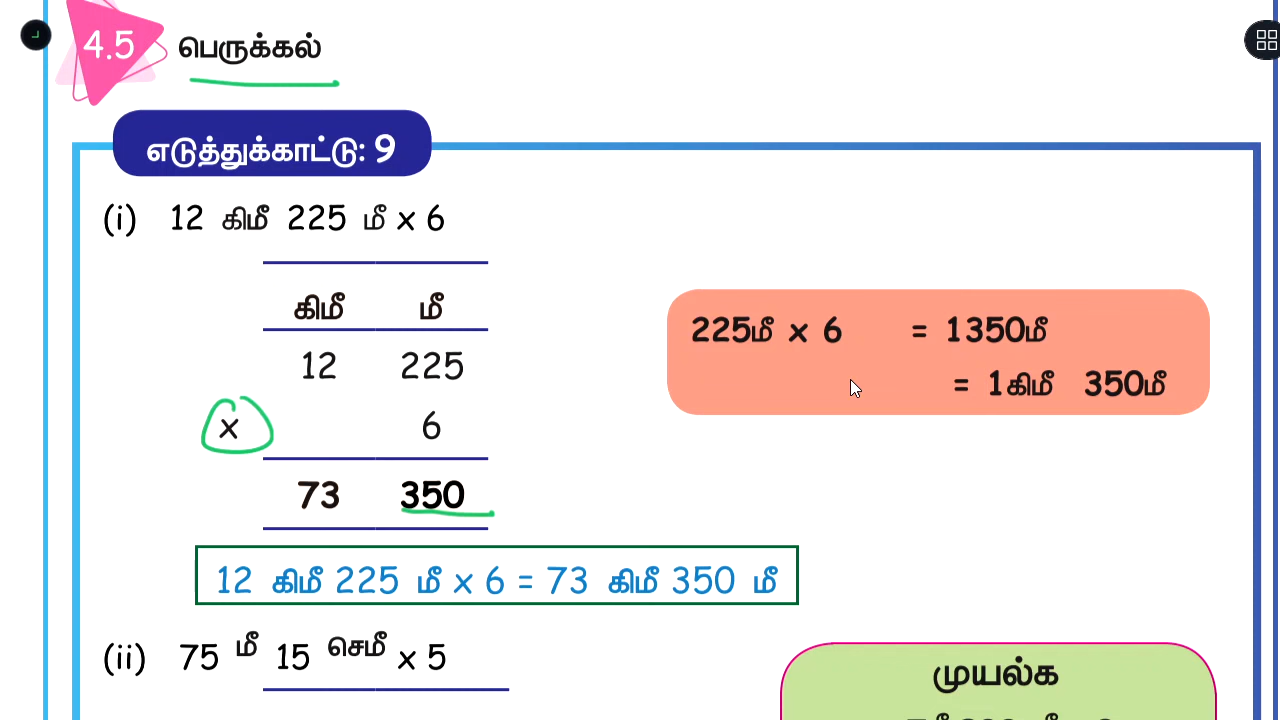 4.5 பெருக்கல்
எடுத்துக்காட்டு: 9
(i) 12 கிமீ 225 மீ x 6
கிமீ மீ
12 225
x 6
73 350
225மீ x 6 = 1350மீ
= 1கிமீ 350மீ
12 கிமீ 225 மீ x 6 = 73 கிமீ 350 மீ
(ii) 75 மீ 15 செமீ x 5
முயல்க